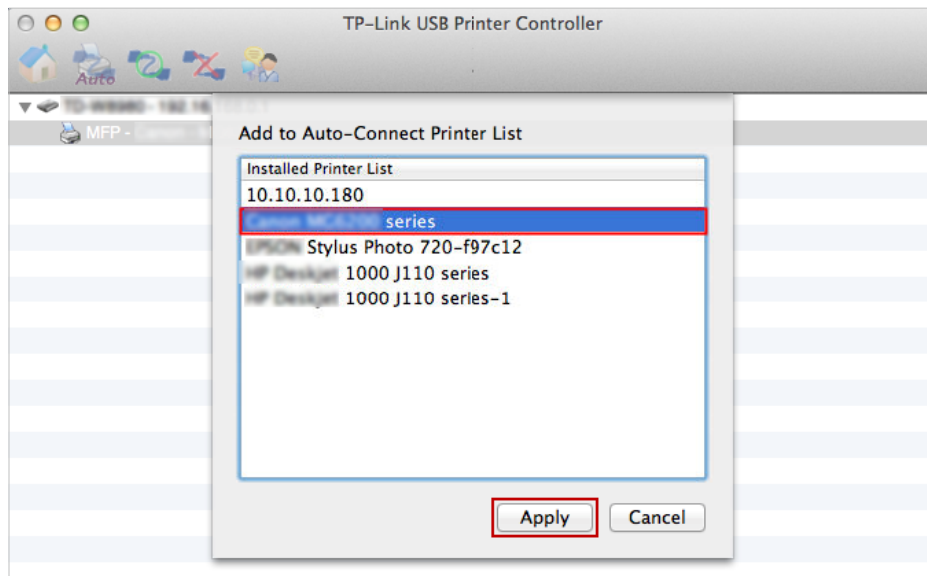 TP-Link USB Printer Controller
Auto
MFP -
Add to Auto-Connect Printer List
Installed Printer List
10.10.10.180
series
Stylus Photo 720-f97c12
1000 J110 series
1000 J110 series-1
Apply
Cancel